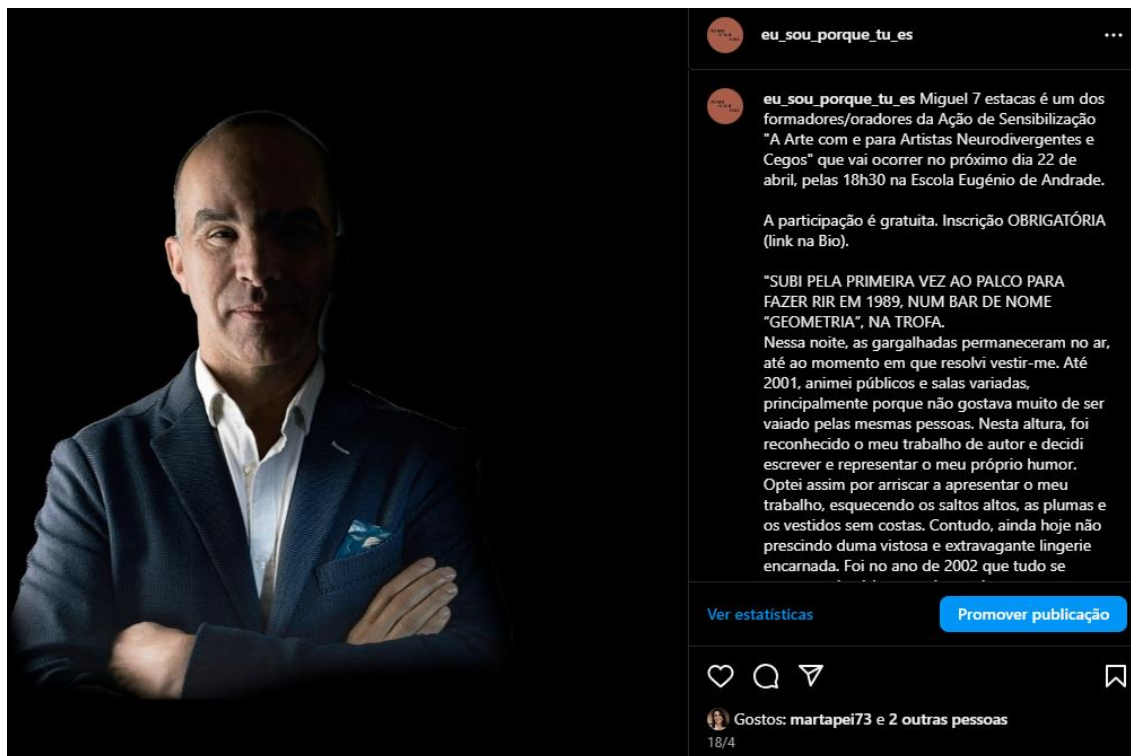 eu_sou_porque_tu_es
eu_sou_porque_tu_es Miguel 7 estacas é um dos
formadores/oradores da Ação de Sensibilização
"A Arte com e para Artistas Neurodivergentes e
Cegos" que vai ocorrer no próximo dia 22 de
abril, pelas 18h30 na Escola Eugénio de Andrade.
A participação é gratuita. Inscrição OBRIGATÓRIA
(link na Bio).
"SUBI PELA PRIMEIRA VEZ AO PALCO PARA
FAZER RIR EM 1989, NUM BAR DE NOME
“GEOMETRIA”, NA TROFA.
Nessa noite, as gargalhadas permaneceram no ar,
até ao momento em que resolvi vestir-me. Até
2001, animei públicos e salas variadas,
principalmente porque não gostava muito de ser
vaiado pelas mesmas pessoas. Nesta altura, foi
reconhecido o meu trabalho de autor e decidi
escrever e representar o meu próprio humor.
Optei assim por arriscar a apresentar o meu
trabalho, esquecendo os saltos altos, as plumas e
os vestidos sem costas. Contudo, ainda hoje não
prescindo duma vistosa e extravagante lingerie
encarnada. Foi no ano de 2002 que tudo se
Ver estatísticas
Promover publicação
Gostos: martapei73 e 2 outras pessoas
18/4